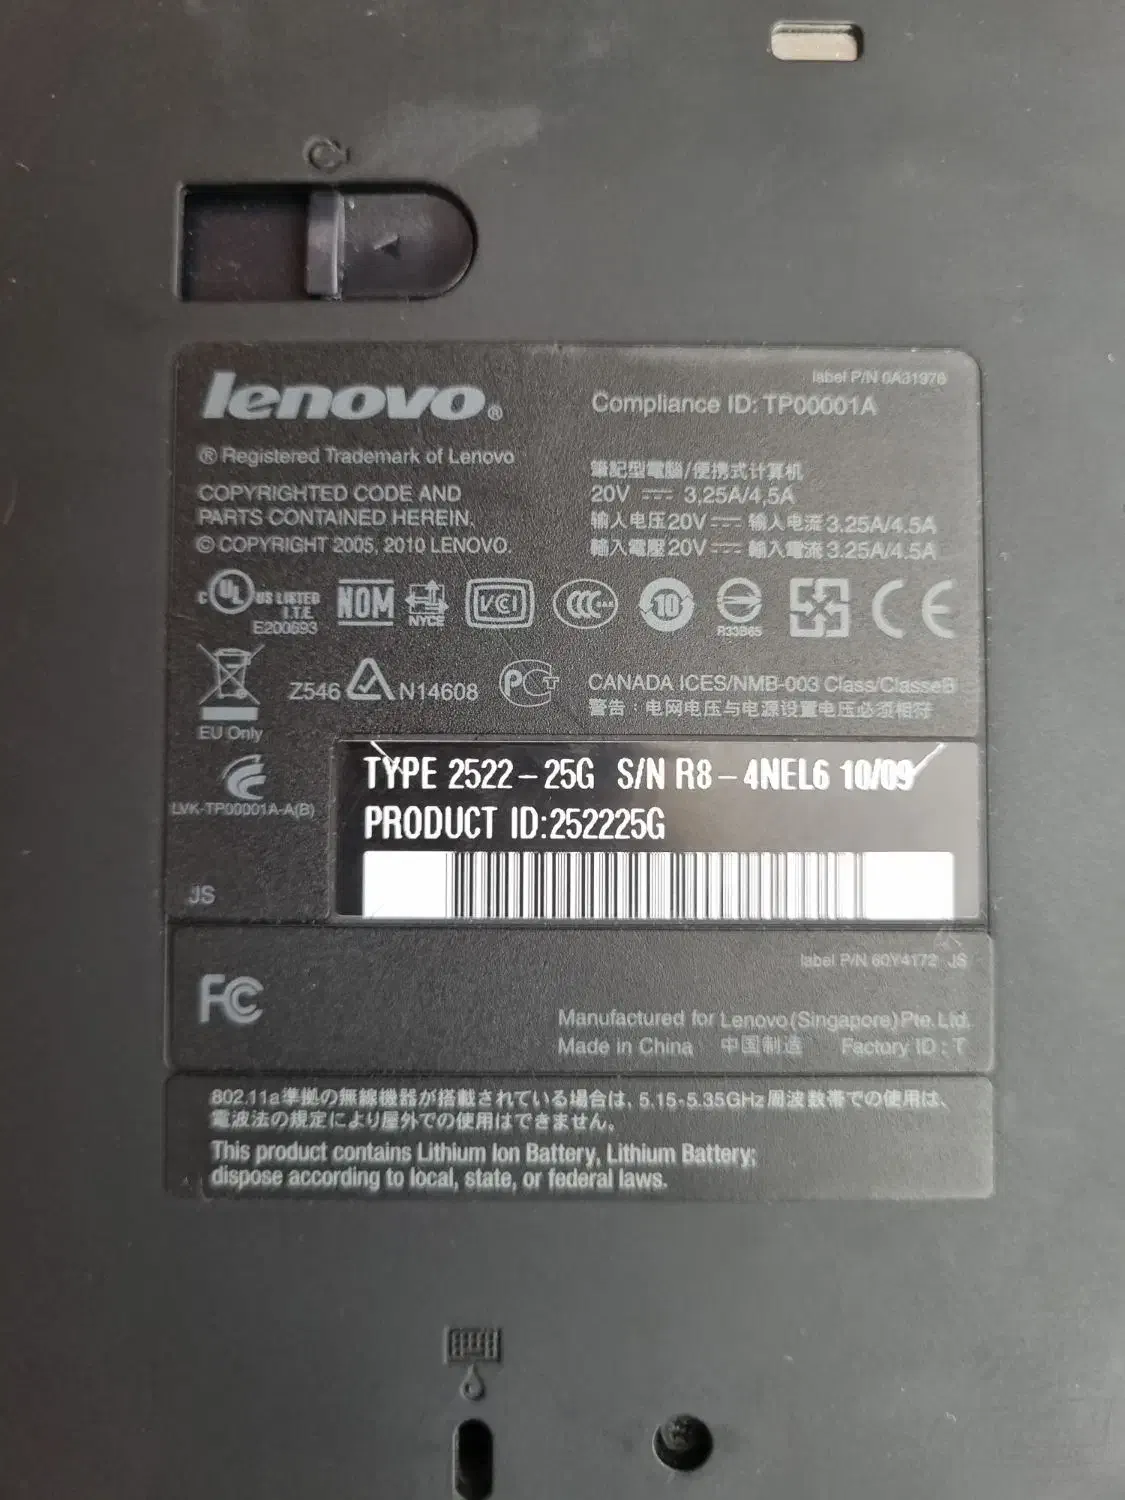 lenovo®
® Registered Trademark of Lenovo
COPYRIGHTED CODE AND
PARTS CONTAINED HEREIN.
© COPYRIGHT 2005, 2010 LENOVO.
label P/N 0A31978
Compliance ID: TP00001A
筆記型電腦/便携式计算机
20V ⎓ 3.25A/4.5A
输入电压20V⎓ 输入电流3.25A/4.5A
輸入電壓20V⎓ 輸入電流3.25A/4.5A
c UL US LISTED
I.T.E.
E200693
NOM
NYCE
VCI
CCC
10
R33B65
CE
EU Only
Z546
N14608
PCT
CANADA ICES/NMB-003 Class/ClasseB
警告：电网电压与电源设置电压必须相符
LVK-TP00001A-A(B)
JS
TYPE 2522-25G S/N R8-4NEL6 10/09
PRODUCT ID:252225G
label P/N 60Y4172 JS
FC
Manufactured for Lenovo (Singapore) Pte. Ltd.
Made in China 中国制造 Factory ID : T
802.11a準拠の無線機器が搭載されている場合は、5.15-5.35GHz周波数帯での使用は、
電波法の規定により屋外での使用はできません。
This product contains Lithium Ion Battery, Lithium Battery;
dispose according to local, state, or federal laws.